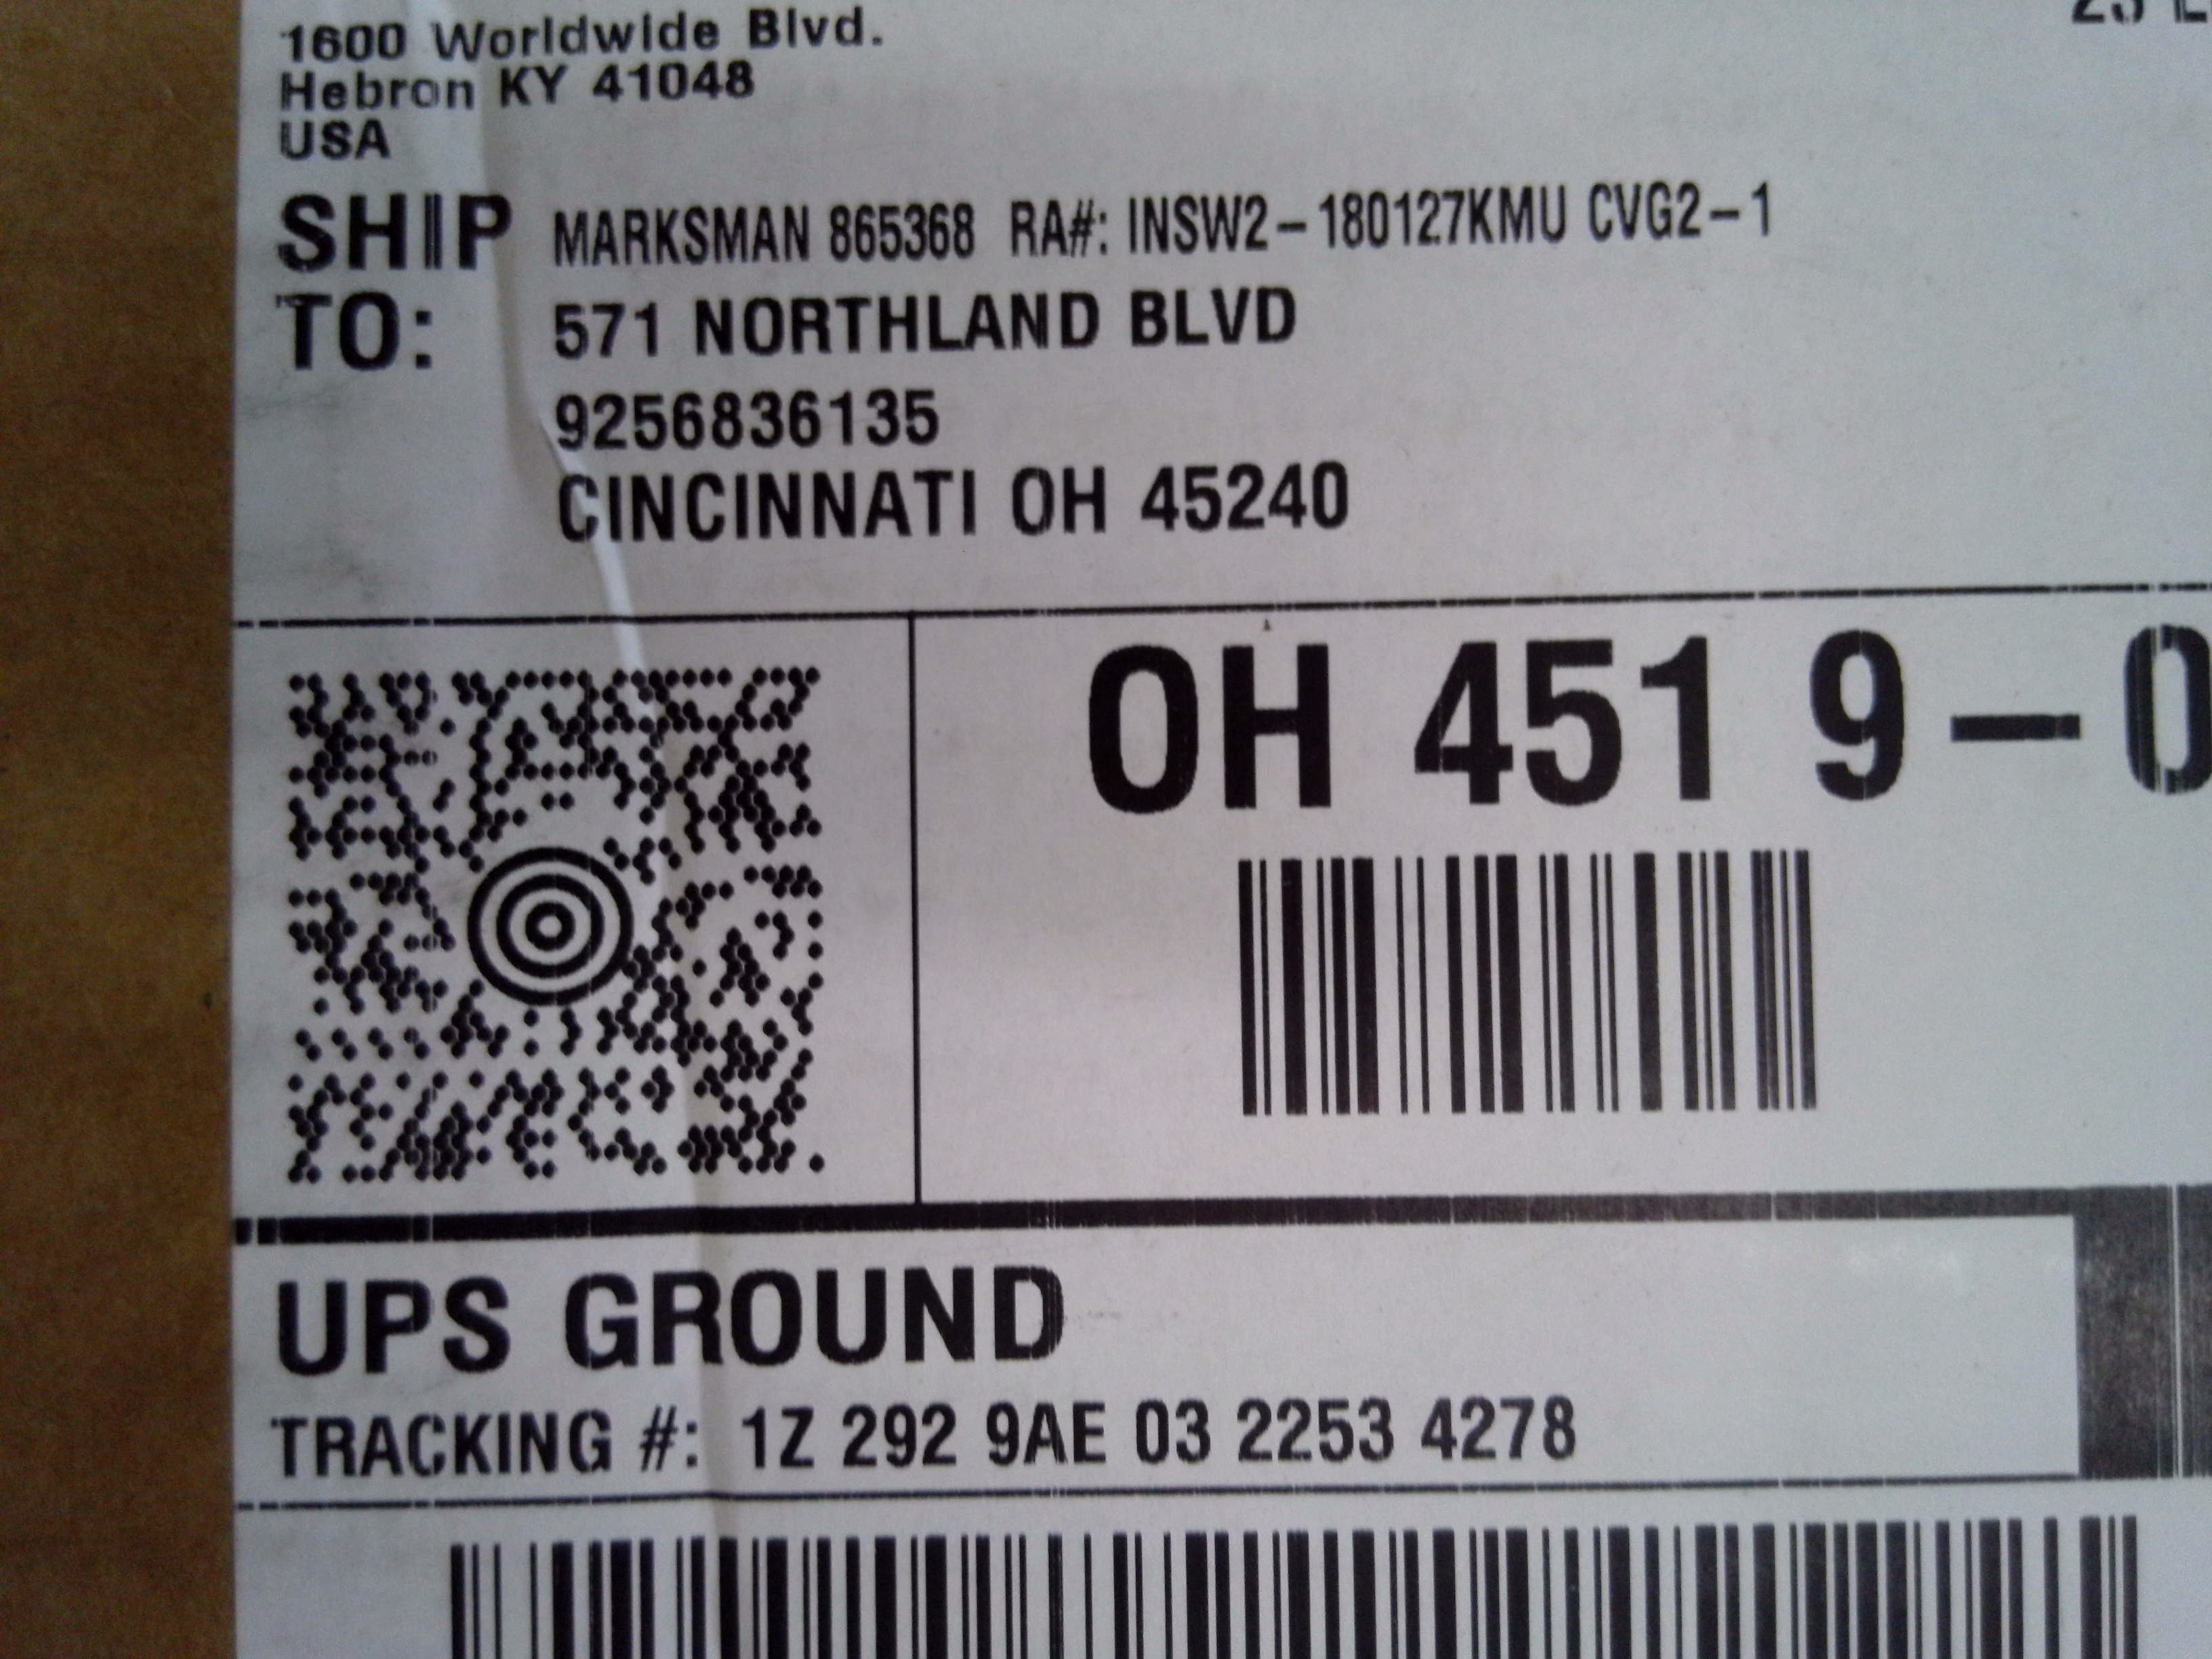 1600 Worldwide Blvd.
Hebron KY 41048
USA
SHIP TO:
MARKSMAN 865368 RA#: INSW2-180127KMU CVG2-1
571 NORTHLAND BLVD
9256836135
CINCINNATI OH 45240
OH 451 9-0
UPS GROUND
TRACKING #: 1Z 292 9AE 03 2253 4278